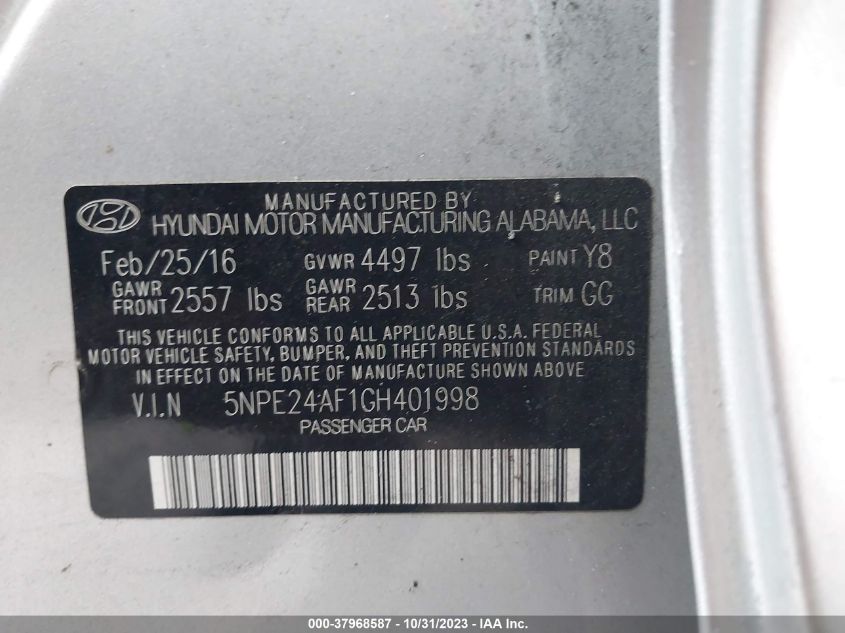 MANUFACTURED BY
HYUNDAI MOTOR MANUFACTURING ALABAMA, LLC
Feb/25/16 GVWR 4497 lbs PAINT Y8
GAWR FRONT 2557 lbs GAWR REAR 2513 lbs TRIM GG
THIS VEHICLE CONFORMS TO ALL APPLICABLE U.S.A. FEDERAL
MOTOR VEHICLE SAFETY, BUMPER, AND THEFT PREVENTION STANDARDS
IN EFFECT ON THE DATE OF MANUFACTURE SHOWN ABOVE.
V.I.N 5NPE24AF1GH401998
PASSENGER CAR
000-37968587 - 10/31/2023 - IAA Inc.